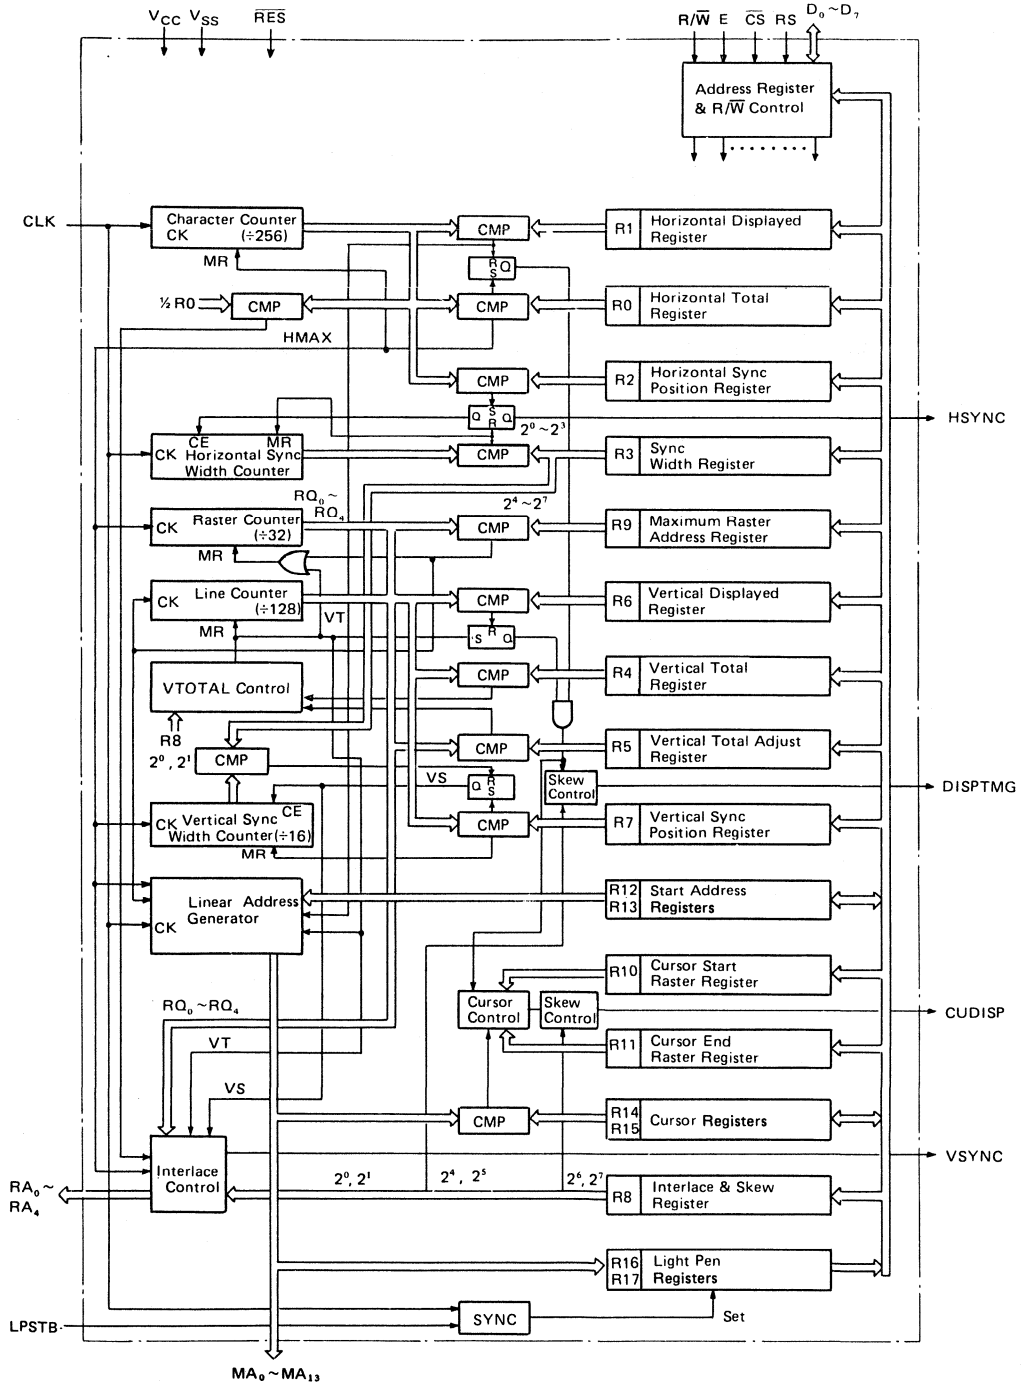 V_CC V_SS R̅E̅S̅ R/W̅ E C̅S̅ RS D₀~D₇
Address Register
& R/W̅ Control
CLK
Character Counter
CK (÷256)
MR
CMP
R1 Horizontal Displayed
Register
R Q
S
½ R0
CMP
CMP
R0 Horizontal Total
Register
HMAX
CMP
R2 Horizontal Sync
Position Register
Q S Q
R
2⁰~2³
HSYNC
CE MR
CK Horizontal Sync
Width Counter
CMP
R3 Sync
Width Register
RQ₀~
RQ₄
2⁴~2⁷
CK Raster Counter
(÷32)
MR
CMP
R9 Maximum Raster
Address Register
CK Line Counter
(÷128)
MR
VT
CMP
R6 Vertical Displayed
Register
S R Q
VTOTAL Control
CMP
R4 Vertical Total
Register
R8
2⁰, 2¹
CMP
CMP
R5 Vertical Total Adjust
Register
VS
Q R
S
Skew
Control
DISPTMG
CE
CK Vertical Sync
Width Counter(÷16)
MR
CMP
R7 Vertical Sync
Position Register
Linear Address
Generator
CK
R12
R13
Start Address
Registers
R10 Cursor Start
Raster Register
RQ₀~RQ₄
Cursor
Control
Skew
Control
CUDISP
VT
R11 Cursor End
Raster Register
VS
CMP
R14
R15
Cursor Registers
VSYNC
Interlace
Control
RA₀~
RA₄
2⁰, 2¹
2⁴, 2⁵
2⁶, 2⁷
R8 Interlace & Skew
Register
R16
R17
Light Pen
Registers
LPSTB
SYNC
Set
MA₀~MA₁₃